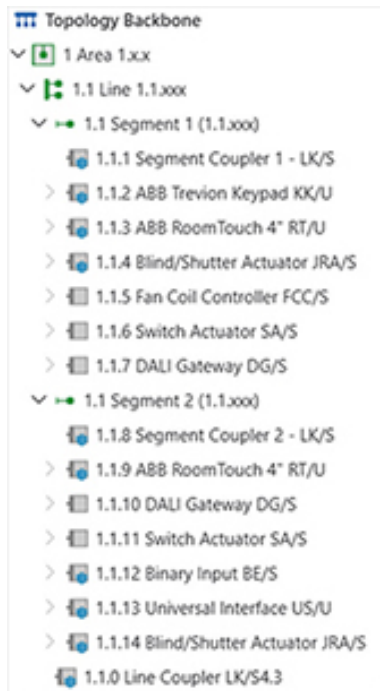 Topology Backbone
1 Area 1.x.x
1.1 Line 1.1.xxx
1.1 Segment 1 (1.1.xxx)
1.1.1 Segment Coupler 1 - LK/S
1.1.2 ABB Trevion Keypad KK/U
1.1.3 ABB RoomTouch 4" RT/U
1.1.4 Blind/Shutter Actuator JRA/S
1.1.5 Fan Coil Controller FCC/S
1.1.6 Switch Actuator SA/S
1.1.7 DALI Gateway DG/S
1.1 Segment 2 (1.1.xxx)
1.1.8 Segment Coupler 2 - LK/S
1.1.9 ABB RoomTouch 4" RT/U
1.1.10 DALI Gateway DG/S
1.1.11 Switch Actuator SA/S
1.1.12 Binary Input BE/S
1.1.13 Universal Interface US/U
1.1.14 Blind/Shutter Actuator JRA/S
1.1.0 Line Coupler LK/S4.3